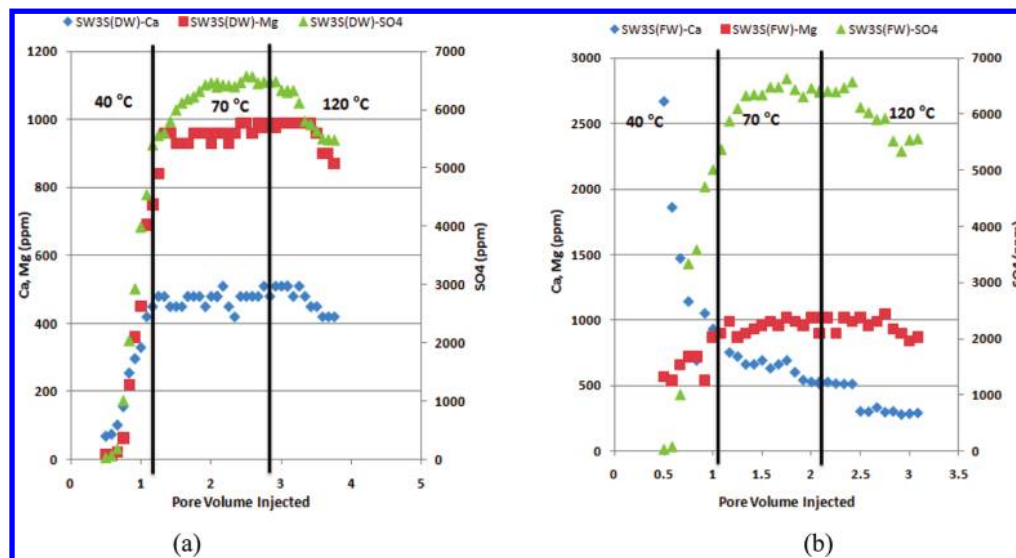 SW3S(DW)-Ca SW3S(DW)-Mg SW3S(DW)-SO4
1200
1000
800
600
400
200
0
Ca, Mg (ppm)
40 °C
70 °C
120 °C
7000
6000
5000
4000
3000
2000
1000
0
SO4 (ppm)
0 1 2 3 4 5
Pore Volume Injected
(a)
SW3S(FW)-Ca SW3S(FW)-Mg SW3S(FW)-SO4
3000
2500
2000
1500
1000
500
0
Ca, Mg (ppm)
40 °C
70 °C
120 °C
7000
6000
5000
4000
3000
2000
1000
0
SO4 (ppm)
0 0.5 1 1.5 2 2.5 3 3.5
Pore Volume Injected
(b)